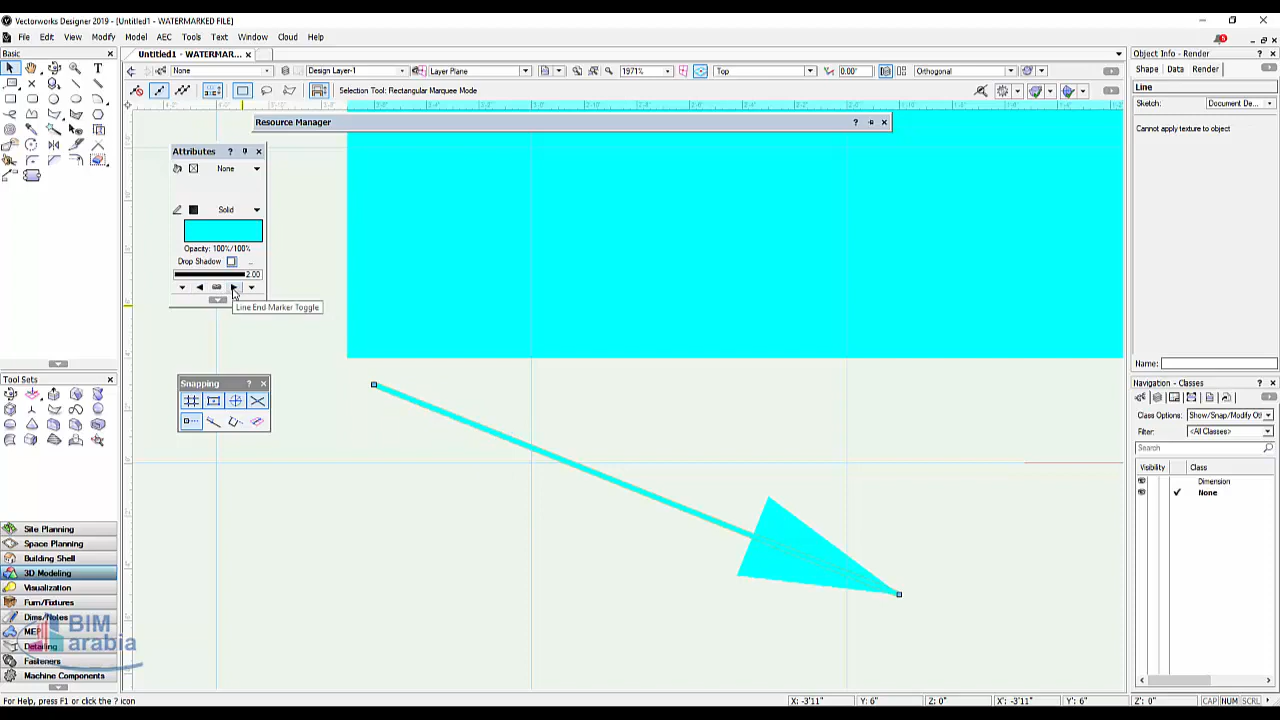 Vectorworks Designer 2019 - [Untitled1 - WATERMARKED FILE]
File Edit View Modify Model AEC Tools Text Window Cloud Help
Basic
Untitled1 - WATERMAR...
None
Design Layer-1
Layer Plane
1971%
Top
0.00°
Orthogonal
Selection Tool: Rectangular Marquee Mode
Resource Manager
Attributes
None
Solid
Opacity: 100%/100%
Drop Shadow
2.00
Line End Marker Toggle
Snapping
Tool Sets
Site Planning
Space Planning
Building Shell
3D Modeling
Visualization
Furn/Fixtures
Dims/Notes
MEP
Detailing
Fasteners
Machine Components
BIM
arabia
Object Info - Render
Shape Data Render
Line
Sketch: Document De...
Cannot apply texture to object
Name:
Navigation - Classes
Class Options: Show/Snap/Modify Ot
Filter: <All Classes>
Search
Visibility Class
Dimension
None
For Help, press F1 or click the ? icon
X: -3'11" Y: 6" Z: 0" X': -3'11" Y': 6" Z': 0" CAP NUM SCRL